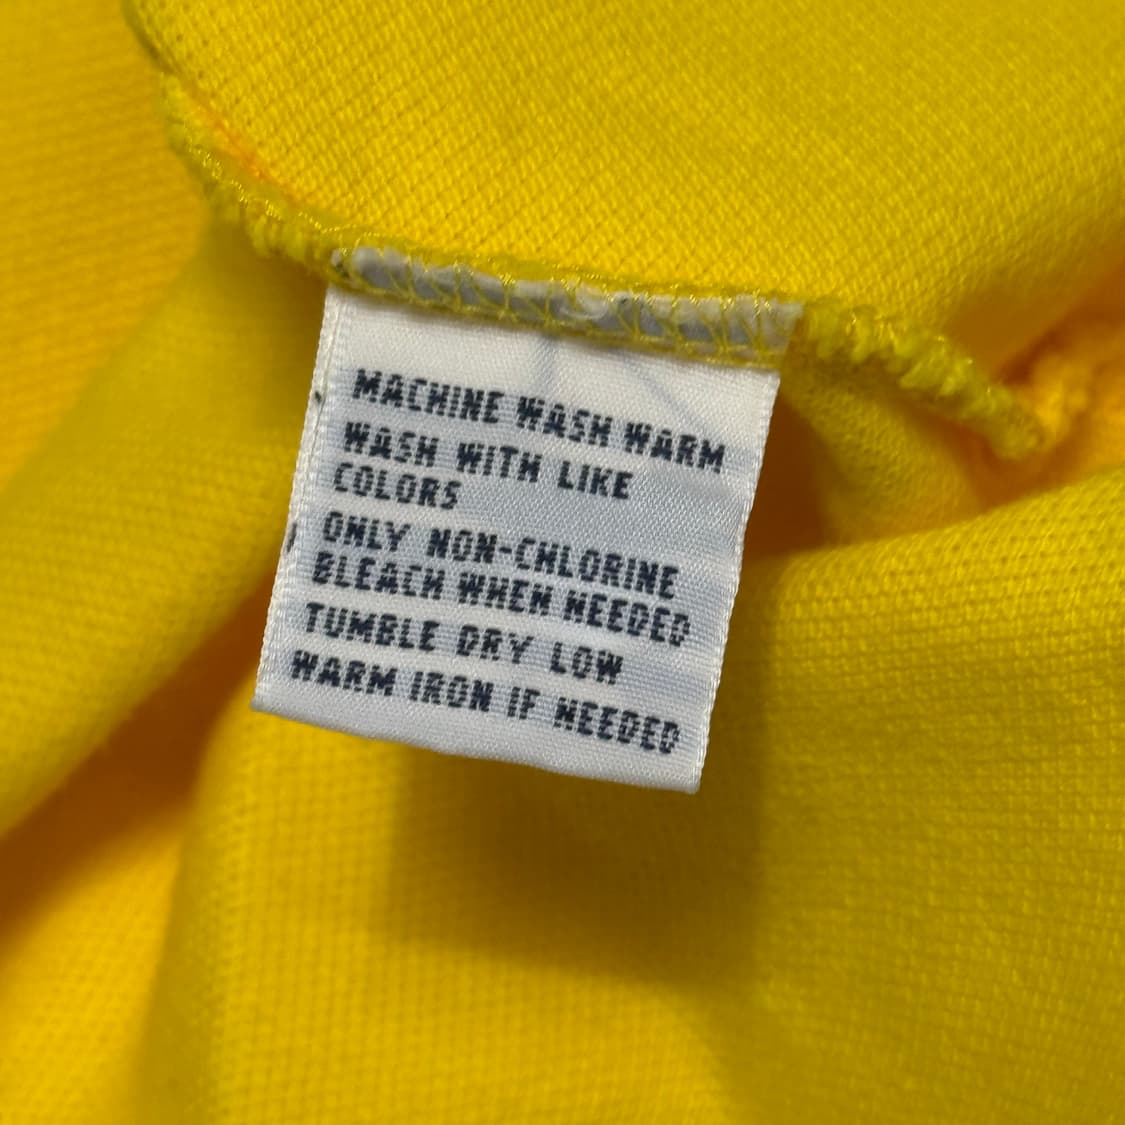 MACHINE WASH WARM
WASH WITH LIKE
COLORS
ONLY NON-CHLORINE
BLEACH WHEN NEEDED
TUMBLE DRY LOW
WARM IRON IF NEEDED